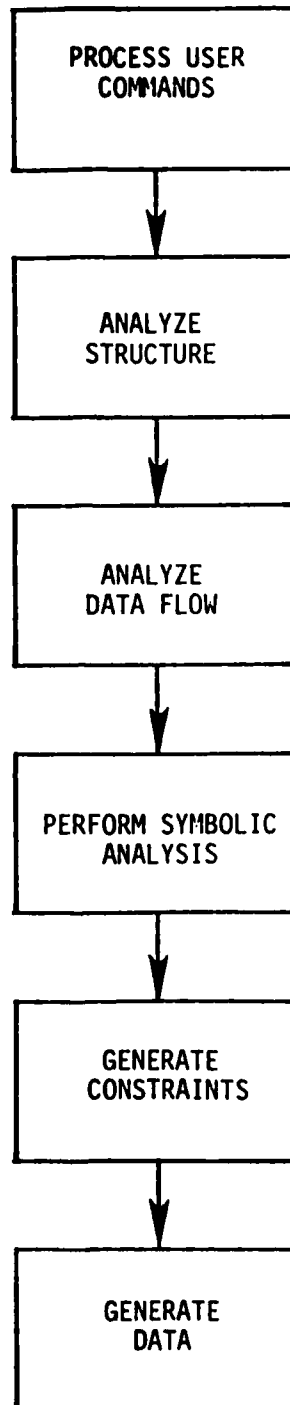 PROCESS USER
COMMANDS
ANALYZE
STRUCTURE
ANALYZE
DATA FLOW
PERFORM SYMBOLIC
ANALYSIS
GENERATE
CONSTRAINTS
GENERATE
DATA